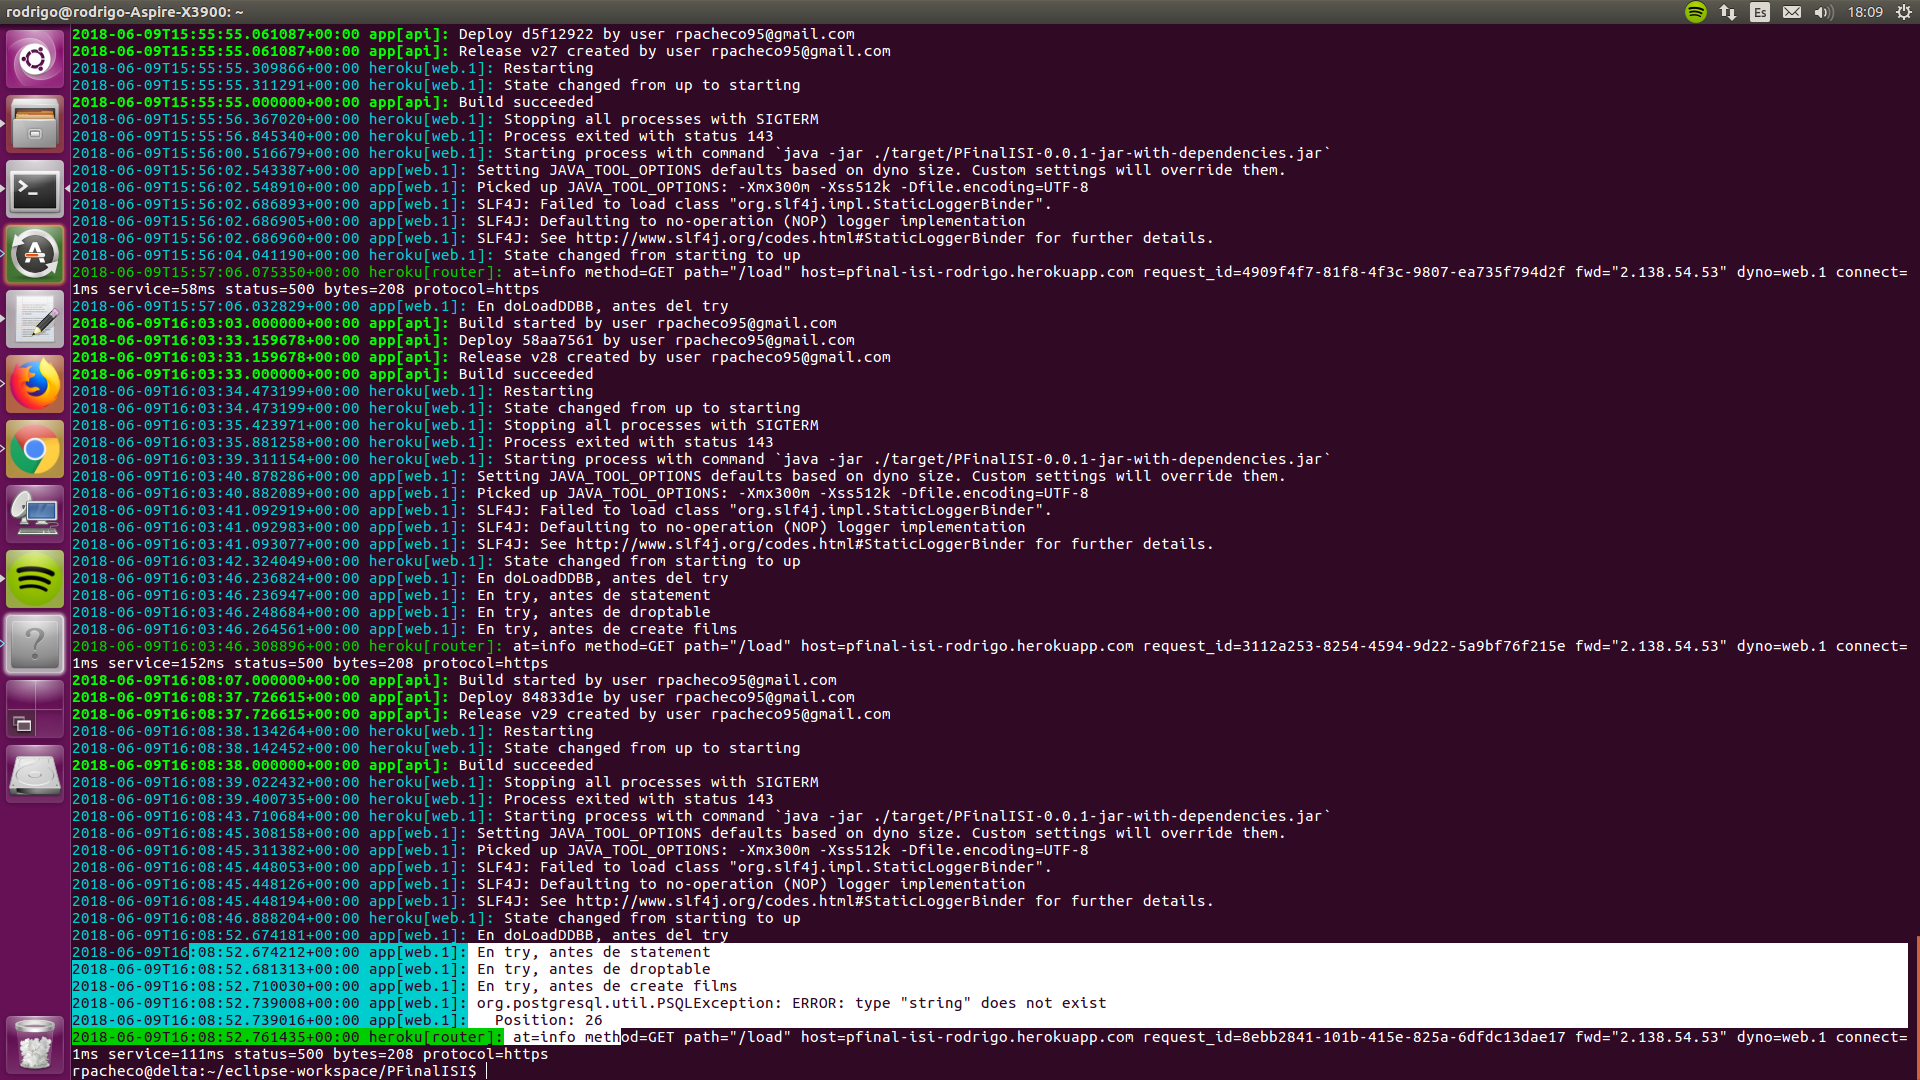 rodrigo@rodrigo-Aspire-X3900: ~
Es
18:09
2018-06-09T15:55:55.061087+00:00 app[api]: Deploy d5f12922 by user rpacheco95@gmail.com
2018-06-09T15:55:55.061087+00:00 app[api]: Release v27 created by user rpacheco95@gmail.com
2018-06-09T15:55:55.309866+00:00 heroku[web.1]: Restarting
2018-06-09T15:55:55.311291+00:00 heroku[web.1]: State changed from up to starting
2018-06-09T15:55:55.000000+00:00 app[api]: Build succeeded
2018-06-09T15:55:56.367020+00:00 heroku[web.1]: Stopping all processes with SIGTERM
2018-06-09T15:55:56.845340+00:00 heroku[web.1]: Process exited with status 143
2018-06-09T15:56:00.516679+00:00 heroku[web.1]: Starting process with command `java -jar ./target/PFinalISI-0.0.1-jar-with-dependencies.jar`
2018-06-09T15:56:02.543387+00:00 app[web.1]: Setting JAVA_TOOL_OPTIONS defaults based on dyno size. Custom settings will override them.
2018-06-09T15:56:02.548910+00:00 app[web.1]: Picked up JAVA_TOOL_OPTIONS: -Xmx300m -Xss512k -Dfile.encoding=UTF-8
2018-06-09T15:56:02.686893+00:00 app[web.1]: SLF4J: Failed to load class "org.slf4j.impl.StaticLoggerBinder".
2018-06-09T15:56:02.686905+00:00 app[web.1]: SLF4J: Defaulting to no-operation (NOP) logger implementation
2018-06-09T15:56:02.686960+00:00 app[web.1]: SLF4J: See http://www.slf4j.org/codes.html#StaticLoggerBinder for further details.
2018-06-09T15:56:04.041190+00:00 heroku[web.1]: State changed from starting to up
2018-06-09T15:57:06.075350+00:00 heroku[router]: at=info method=GET path="/load" host=pfinal-isi-rodrigo.herokuapp.com request_id=4909f4f7-81f8-4f3c-9807-ea735f794d2f fwd="2.138.54.53" dyno=web.1 connect=
1ms service=58ms status=500 bytes=208 protocol=https
2018-06-09T15:57:06.032829+00:00 app[web.1]: En doLoadDDBB, antes del try
2018-06-09T16:03:03.000000+00:00 app[api]: Build started by user rpacheco95@gmail.com
2018-06-09T16:03:33.159678+00:00 app[api]: Deploy 58aa7561 by user rpacheco95@gmail.com
2018-06-09T16:03:33.159678+00:00 app[api]: Release v28 created by user rpacheco95@gmail.com
2018-06-09T16:03:33.000000+00:00 app[api]: Build succeeded
2018-06-09T16:03:34.473199+00:00 heroku[web.1]: Restarting
2018-06-09T16:03:34.473199+00:00 heroku[web.1]: State changed from up to starting
2018-06-09T16:03:35.423971+00:00 heroku[web.1]: Stopping all processes with SIGTERM
2018-06-09T16:03:35.881258+00:00 heroku[web.1]: Process exited with status 143
2018-06-09T16:03:39.311154+00:00 heroku[web.1]: Starting process with command `java -jar ./target/PFinalISI-0.0.1-jar-with-dependencies.jar`
2018-06-09T16:03:40.878286+00:00 app[web.1]: Setting JAVA_TOOL_OPTIONS defaults based on dyno size. Custom settings will override them.
2018-06-09T16:03:40.882089+00:00 app[web.1]: Picked up JAVA_TOOL_OPTIONS: -Xmx300m -Xss512k -Dfile.encoding=UTF-8
2018-06-09T16:03:41.092919+00:00 app[web.1]: SLF4J: Failed to load class "org.slf4j.impl.StaticLoggerBinder".
2018-06-09T16:03:41.092983+00:00 app[web.1]: SLF4J: Defaulting to no-operation (NOP) logger implementation
2018-06-09T16:03:41.093077+00:00 app[web.1]: SLF4J: See http://www.slf4j.org/codes.html#StaticLoggerBinder for further details.
2018-06-09T16:03:42.324049+00:00 heroku[web.1]: State changed from starting to up
2018-06-09T16:03:46.236824+00:00 app[web.1]: En doLoadDDBB, antes del try
2018-06-09T16:03:46.236947+00:00 app[web.1]: En try, antes de statement
2018-06-09T16:03:46.248684+00:00 app[web.1]: En try, antes de droptable
2018-06-09T16:03:46.264561+00:00 app[web.1]: En try, antes de create films
2018-06-09T16:03:46.308896+00:00 heroku[router]: at=info method=GET path="/load" host=pfinal-isi-rodrigo.herokuapp.com request_id=3112a253-8254-4594-9d22-5a9bf76f215e fwd="2.138.54.53" dyno=web.1 connect=
1ms service=152ms status=500 bytes=208 protocol=https
2018-06-09T16:08:07.000000+00:00 app[api]: Build started by user rpacheco95@gmail.com
2018-06-09T16:08:37.726615+00:00 app[api]: Deploy 84833d1e by user rpacheco95@gmail.com
2018-06-09T16:08:37.726615+00:00 app[api]: Release v29 created by user rpacheco95@gmail.com
2018-06-09T16:08:38.134264+00:00 heroku[web.1]: Restarting
2018-06-09T16:08:38.142452+00:00 heroku[web.1]: State changed from up to starting
2018-06-09T16:08:38.000000+00:00 app[api]: Build succeeded
2018-06-09T16:08:39.022432+00:00 heroku[web.1]: Stopping all processes with SIGTERM
2018-06-09T16:08:39.400735+00:00 heroku[web.1]: Process exited with status 143
2018-06-09T16:08:43.710684+00:00 heroku[web.1]: Starting process with command `java -jar ./target/PFinalISI-0.0.1-jar-with-dependencies.jar`
2018-06-09T16:08:45.308158+00:00 app[web.1]: Setting JAVA_TOOL_OPTIONS defaults based on dyno size. Custom settings will override them.
2018-06-09T16:08:45.311382+00:00 app[web.1]: Picked up JAVA_TOOL_OPTIONS: -Xmx300m -Xss512k -Dfile.encoding=UTF-8
2018-06-09T16:08:45.448053+00:00 app[web.1]: SLF4J: Failed to load class "org.slf4j.impl.StaticLoggerBinder".
2018-06-09T16:08:45.448126+00:00 app[web.1]: SLF4J: Defaulting to no-operation (NOP) logger implementation
2018-06-09T16:08:45.448194+00:00 app[web.1]: SLF4J: See http://www.slf4j.org/codes.html#StaticLoggerBinder for further details.
2018-06-09T16:08:46.888204+00:00 heroku[web.1]: State changed from starting to up
2018-06-09T16:08:52.674181+00:00 app[web.1]: En doLoadDDBB, antes del try
2018-06-09T16:08:52.674212+00:00 app[web.1]: En try, antes de statement
2018-06-09T16:08:52.681313+00:00 app[web.1]: En try, antes de droptable
2018-06-09T16:08:52.710030+00:00 app[web.1]: En try, antes de create films
2018-06-09T16:08:52.739008+00:00 app[web.1]: org.postgresql.util.PSQLException: ERROR: type "string" does not exist
2018-06-09T16:08:52.739016+00:00 app[web.1]:   Position: 26
2018-06-09T16:08:52.761435+00:00 heroku[router]: at=info method=GET path="/load" host=pfinal-isi-rodrigo.herokuapp.com request_id=8ebb2841-101b-415e-825a-6dfdc13dae17 fwd="2.138.54.53" dyno=web.1 connect=
1ms service=111ms status=500 bytes=208 protocol=https
rpacheco@delta:~/eclipse-workspace/PFinalISI$